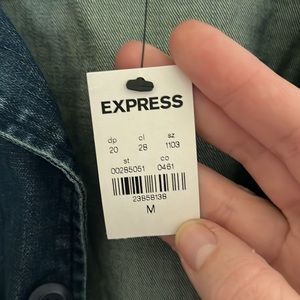 EXPRESS
dp cl sz
20 28 1103
st co
00285051 0461
23858138
M